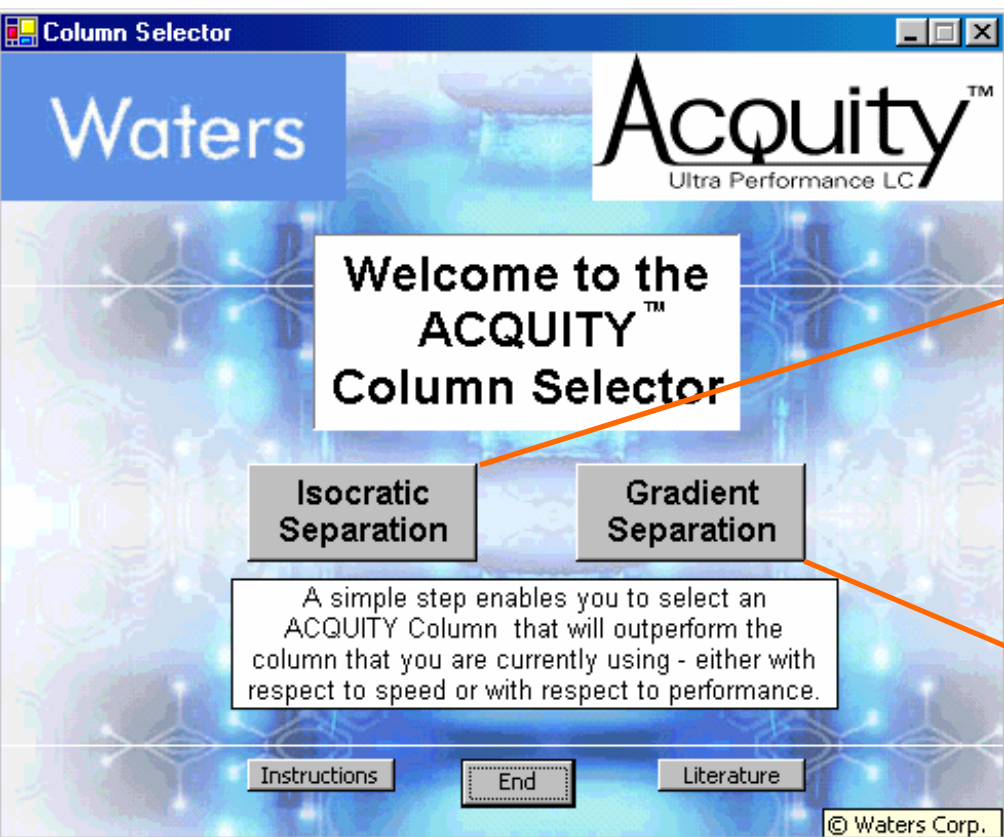 Column Selector
Waters
Acquity™
Ultra Performance LC
Welcome to the
ACQUITY™
Column Selector
Isocratic
Separation
Gradient
Separation
A simple step enables you to select an
ACQUITY Column that will outperform the
column that you are currently using - either with
respect to speed or with respect to performance.
Instructions
End
Literature
© Waters Corp.